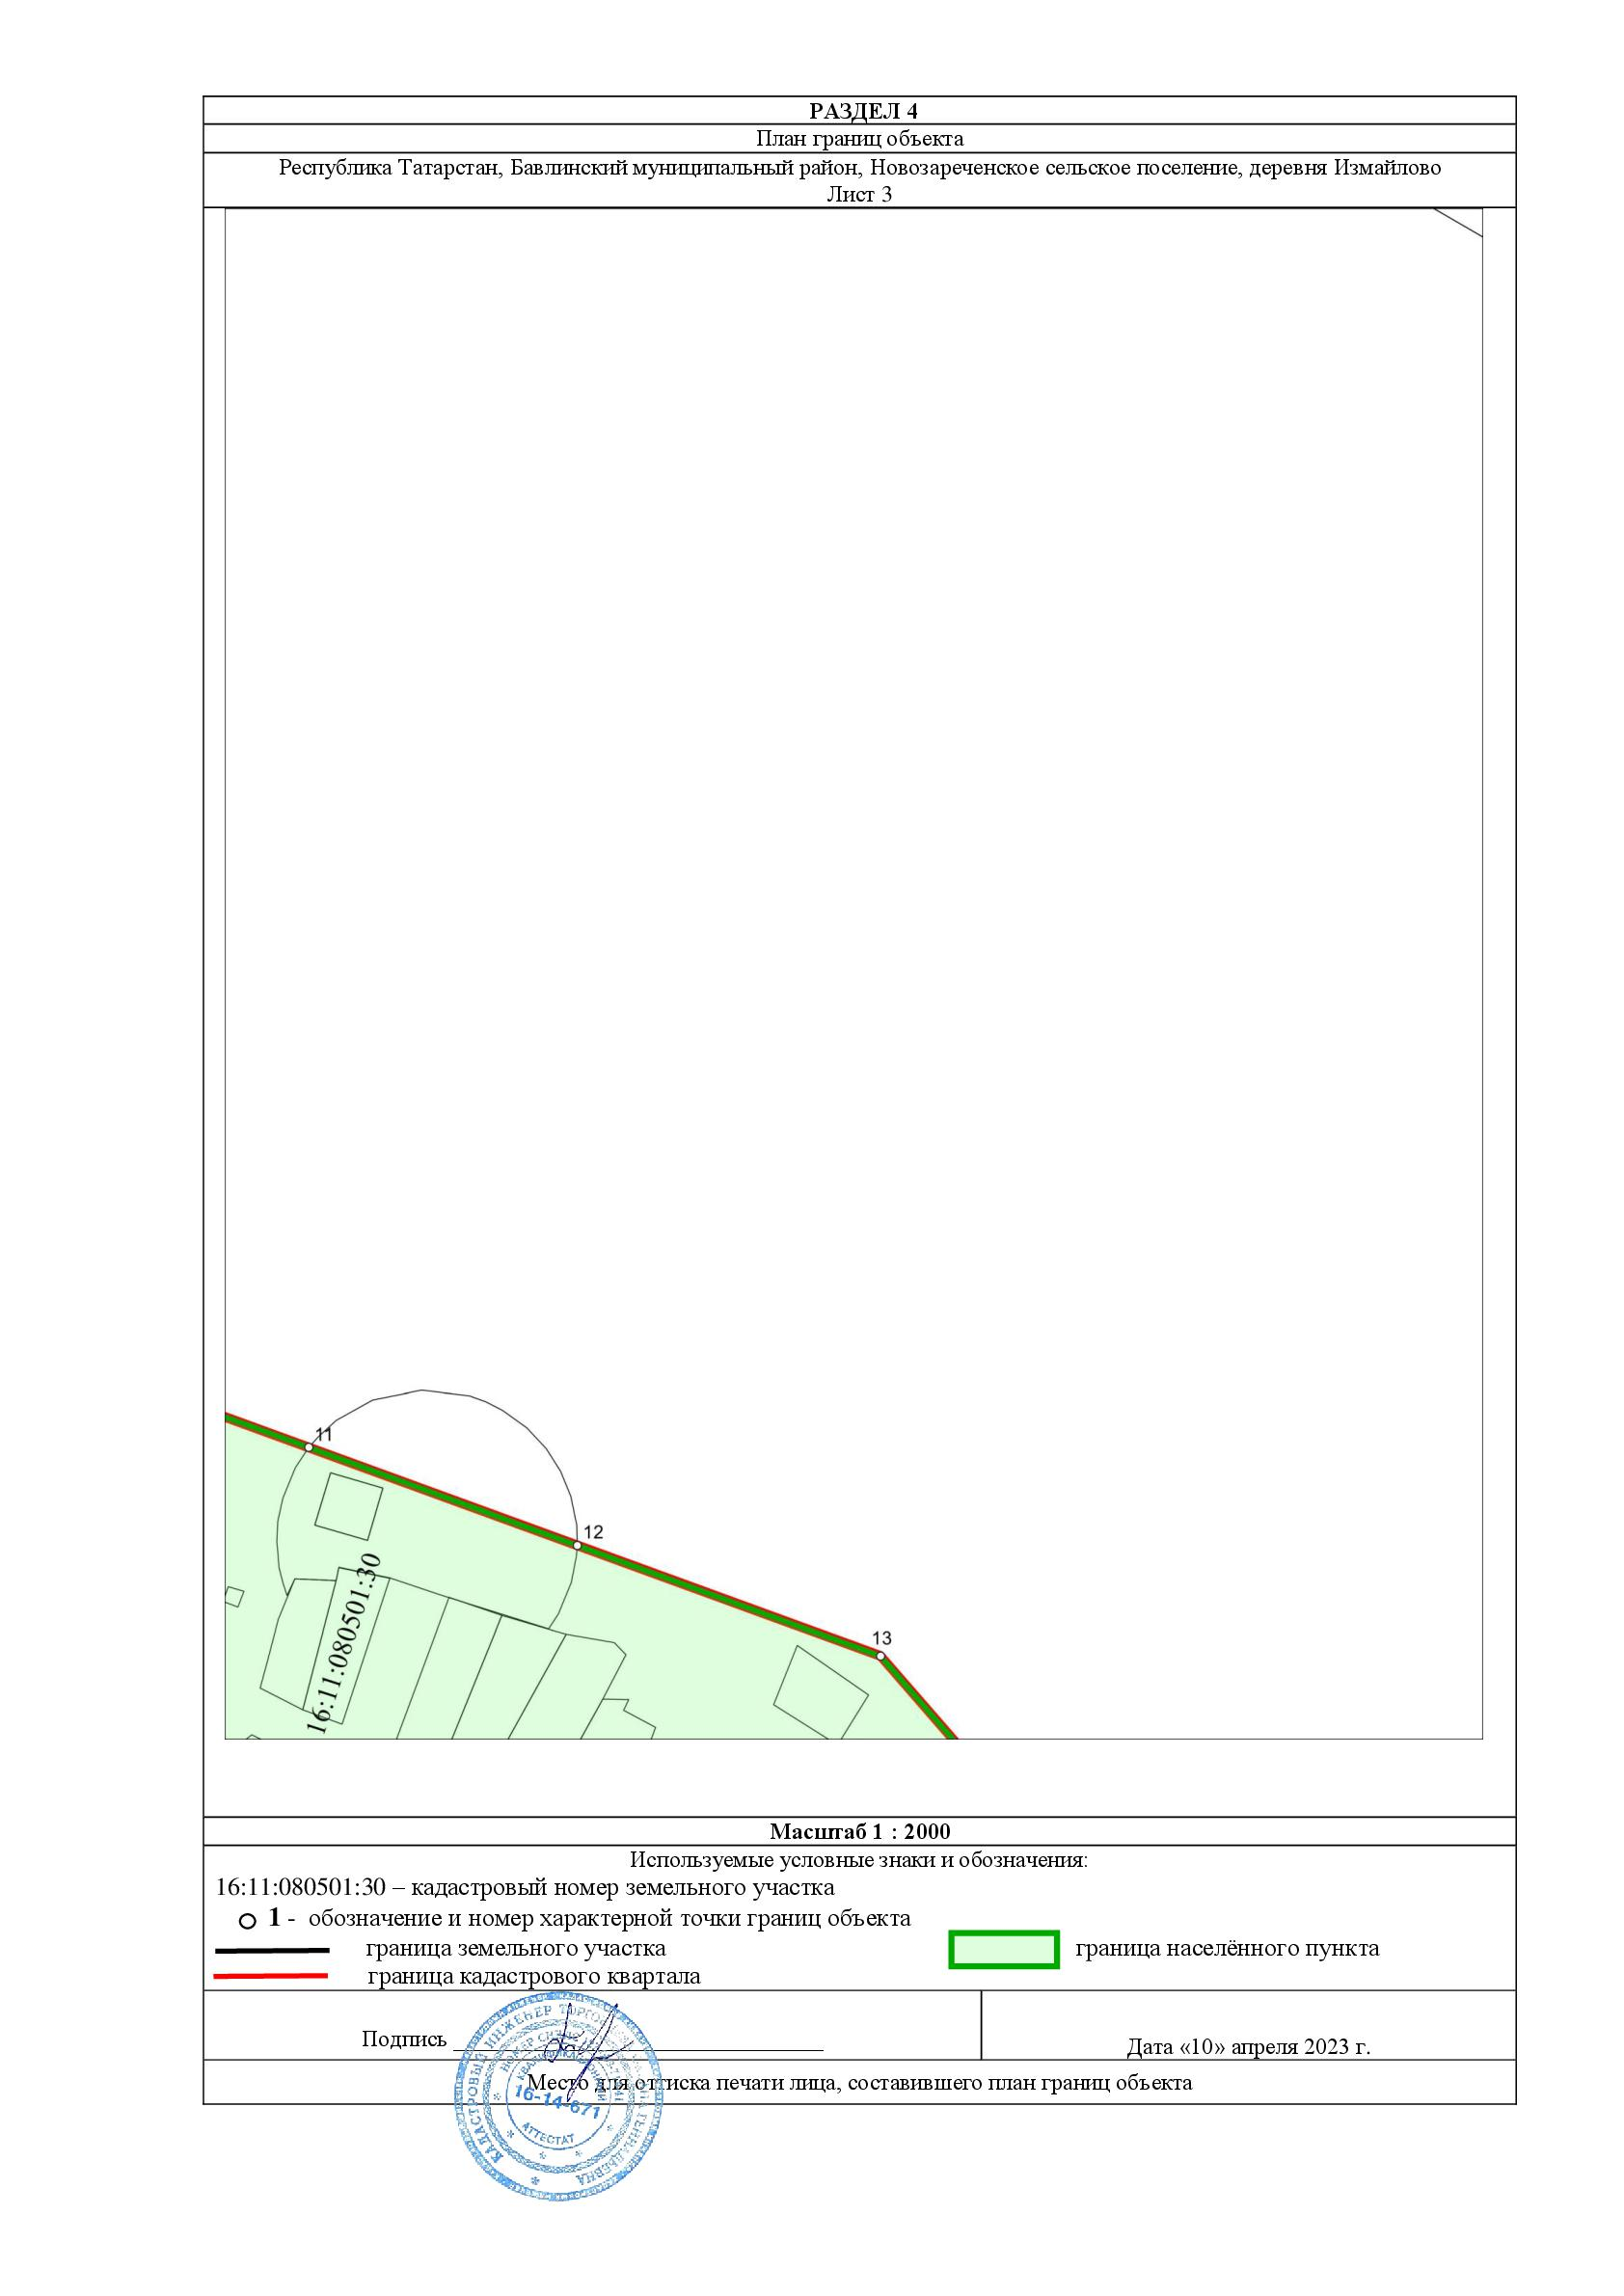 РАЗДЕЛ 4
План границ объекта
Республика Татарстан, Бавлинский муниципальный район, Новозареченское сельское поселение, деревня Измайлово
Лист 3
11
12
13
16:11:080501:30
Масштаб 1 : 2000
Используемые условные знаки и обозначения:
16:11:080501:30 – кадастровый номер земельного участка
1 - обозначение и номер характерной точки границ объекта
граница земельного участка
граница населённого пункта
граница кадастрового квартала
Подпись
Дата «10» апреля 2023 г.
Место для оттиска печати лица, составившего план границ объекта
КАДАСТРОВЫЙ ИНЖЕНЕР
16-14-671
АТТЕСТАТ